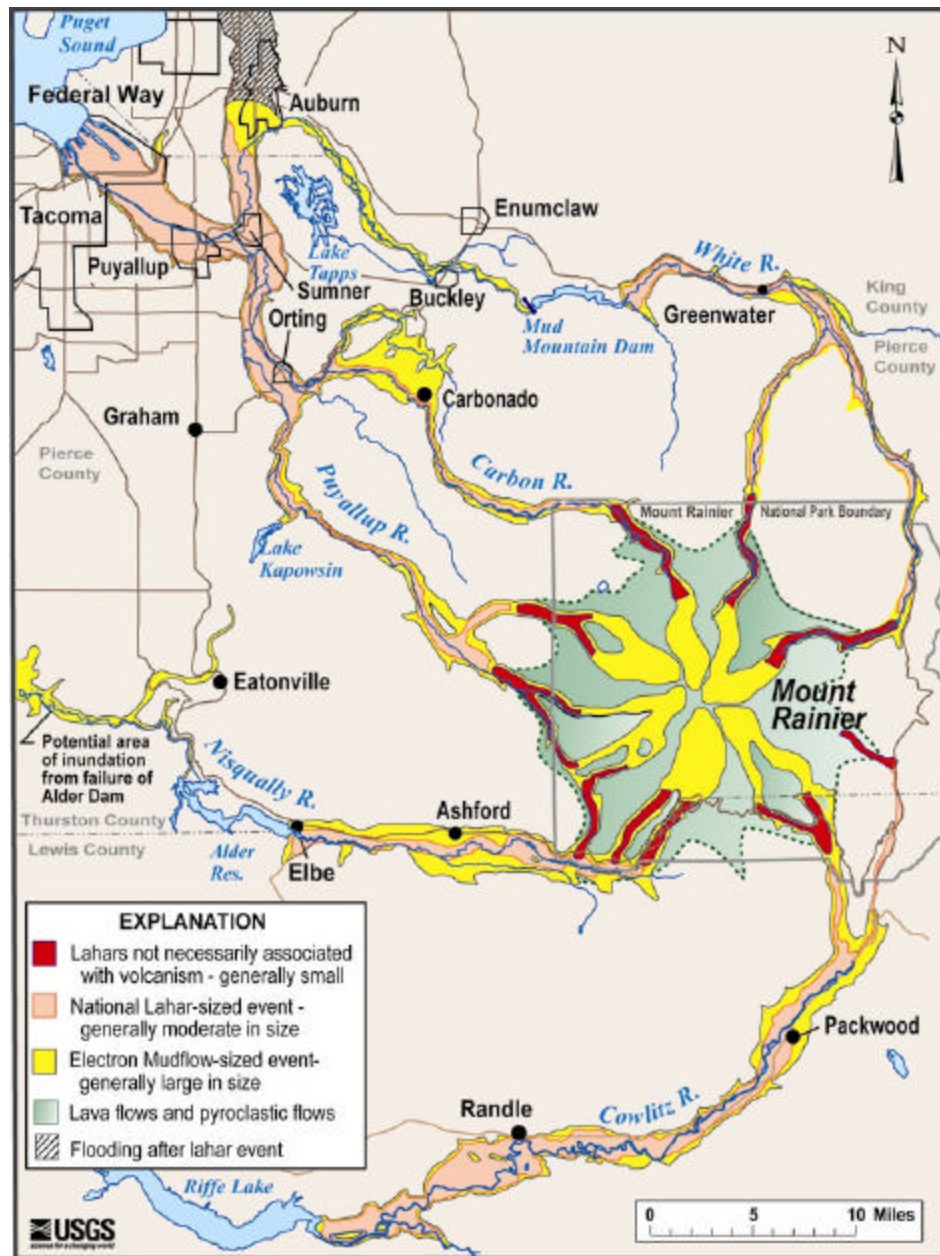 Puget
Sound
N
Federal Way
Auburn
Enumclaw
Tacoma
Lake
Tapps
White R.
Puyallup
Sumner
Buckley
King
County
Greenwater
Orting
Mud
Mountain Dam
Pierce
County
Carbonado
Graham
Pierce
County
Puyallup R.
Carbon R.
Mount Rainier
National Park Boundary
Lake
Kapowsin
Eatonville
Mount
Rainier
Potential area
of inundation
from failure of
Alder Dam
Nisqually R.
Ashford
Thurston County
Lewis County
Alder
Res.
Elbe
EXPLANATION
Lahars not necessarily associated
with volcanism - generally small
National Lahar-sized event -
generally moderate in size
Electron Mudflow-sized event-
generally large in size
Lava flows and pyroclastic flows
Flooding after lahar event
Packwood
Randle
Cowlitz R.
Riffe Lake
USGS
science for a changing world
0 5 10 Miles